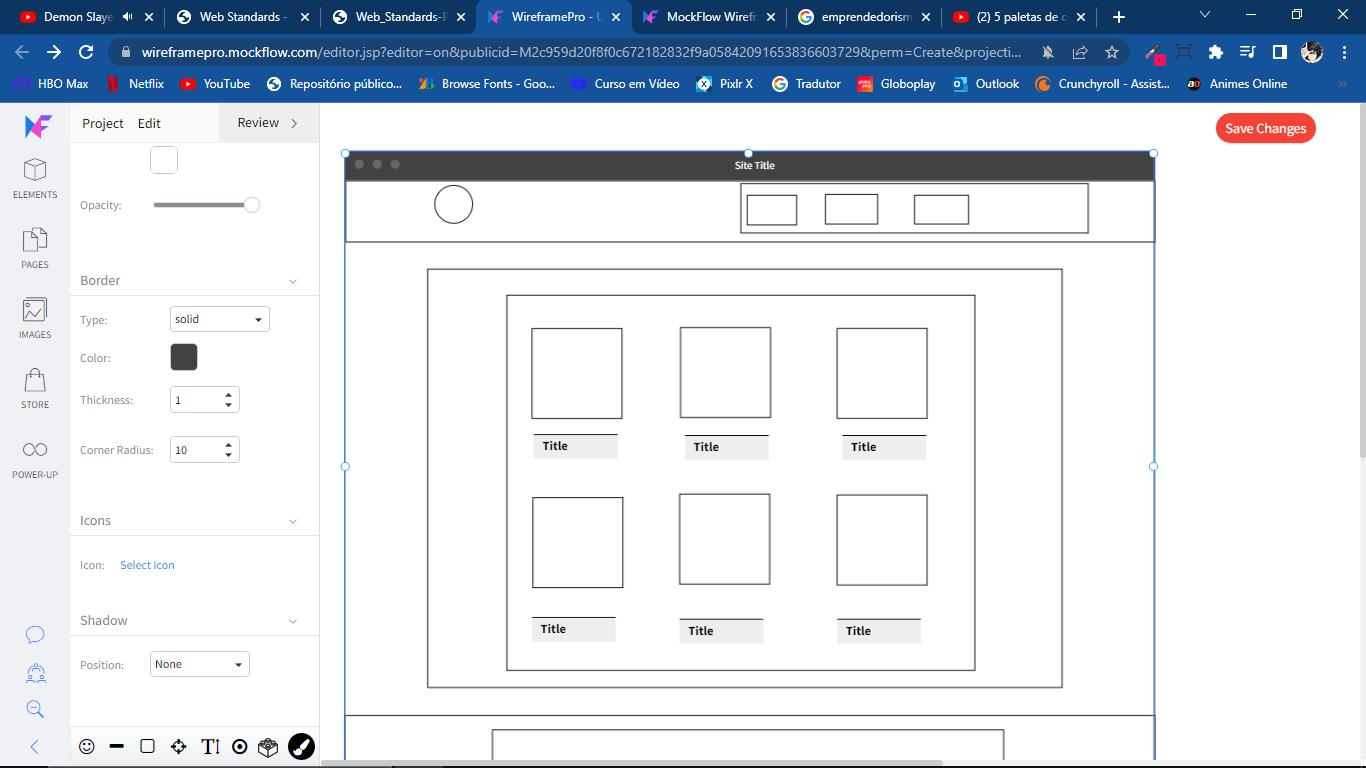 Demon Slaye
Web Standards -
Web_Standards-P
WireframePro - U
MockFlow Wirefr
emprendedorism
(2) 5 paletas de c
wireframepro.mockflow.com/editor.jsp?editor=on&publicid=M2c959d20f8f0c672182832f9a05842091653836603729&perm=Create&projecti...
HBO Max
Netflix
YouTube
Repositório público...
Browse Fonts - Goo...
Curso em Vídeo
Pixlr X
Tradutor
Globoplay
Outlook
Crunchyroll - Assist...
Animes Online
»
Project
Edit
Review
Save Changes
ELEMENTS
PAGES
IMAGES
STORE
POWER-UP
Opacity:
Border
Type:
solid
Color:
Thickness:
1
Corner Radius:
10
Icons
Icon:
Select Icon
Shadow
Position:
None
Site Title
Title
Title
Title
Title
Title
Title